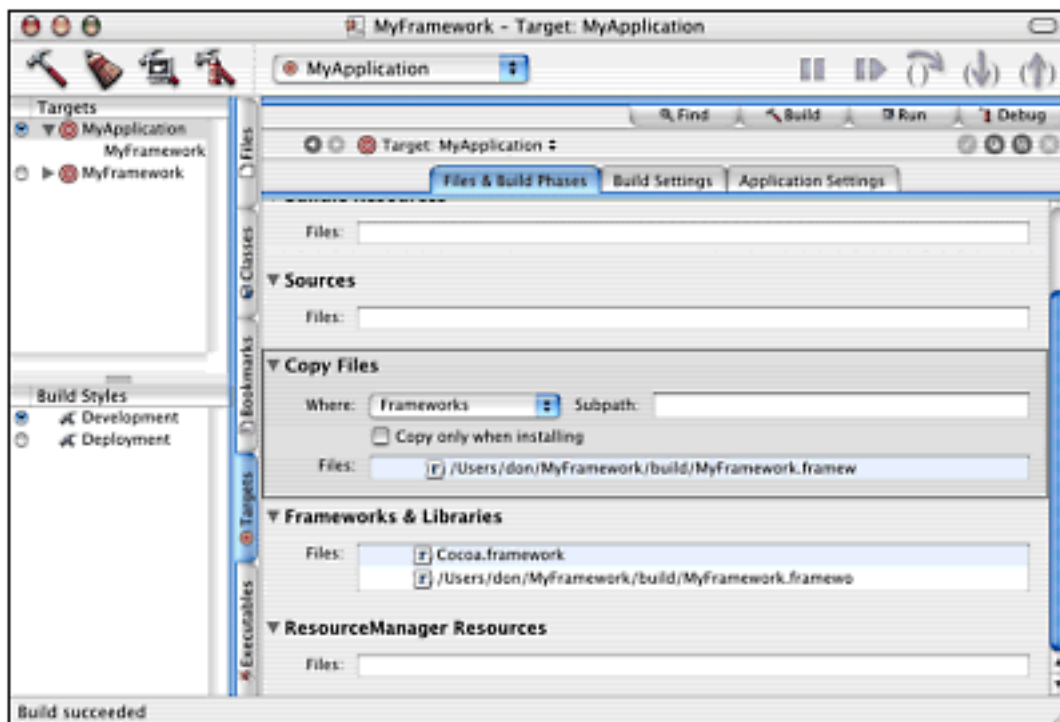 MyFramework - Target: MyApplication
MyApplication
Targets
MyApplication
MyFramework
MyFramework
Build Styles
Development
Deployment
Files
Classes
Bookmarks
Targets
Executables
Find
Build
Run
Debug
Target: MyApplication
Files & Build Phases
Build Settings
Application Settings
Resources
Files:
Sources
Files:
Copy Files
Where: Frameworks Subpath:
Copy only when installing
Files: /Users/don/MyFramework/build/MyFramework.framew
Frameworks & Libraries
Files: Cocoa.framework
/Users/don/MyFramework/build/MyFramework.framewo
ResourceManager Resources
Files:
Build succeeded